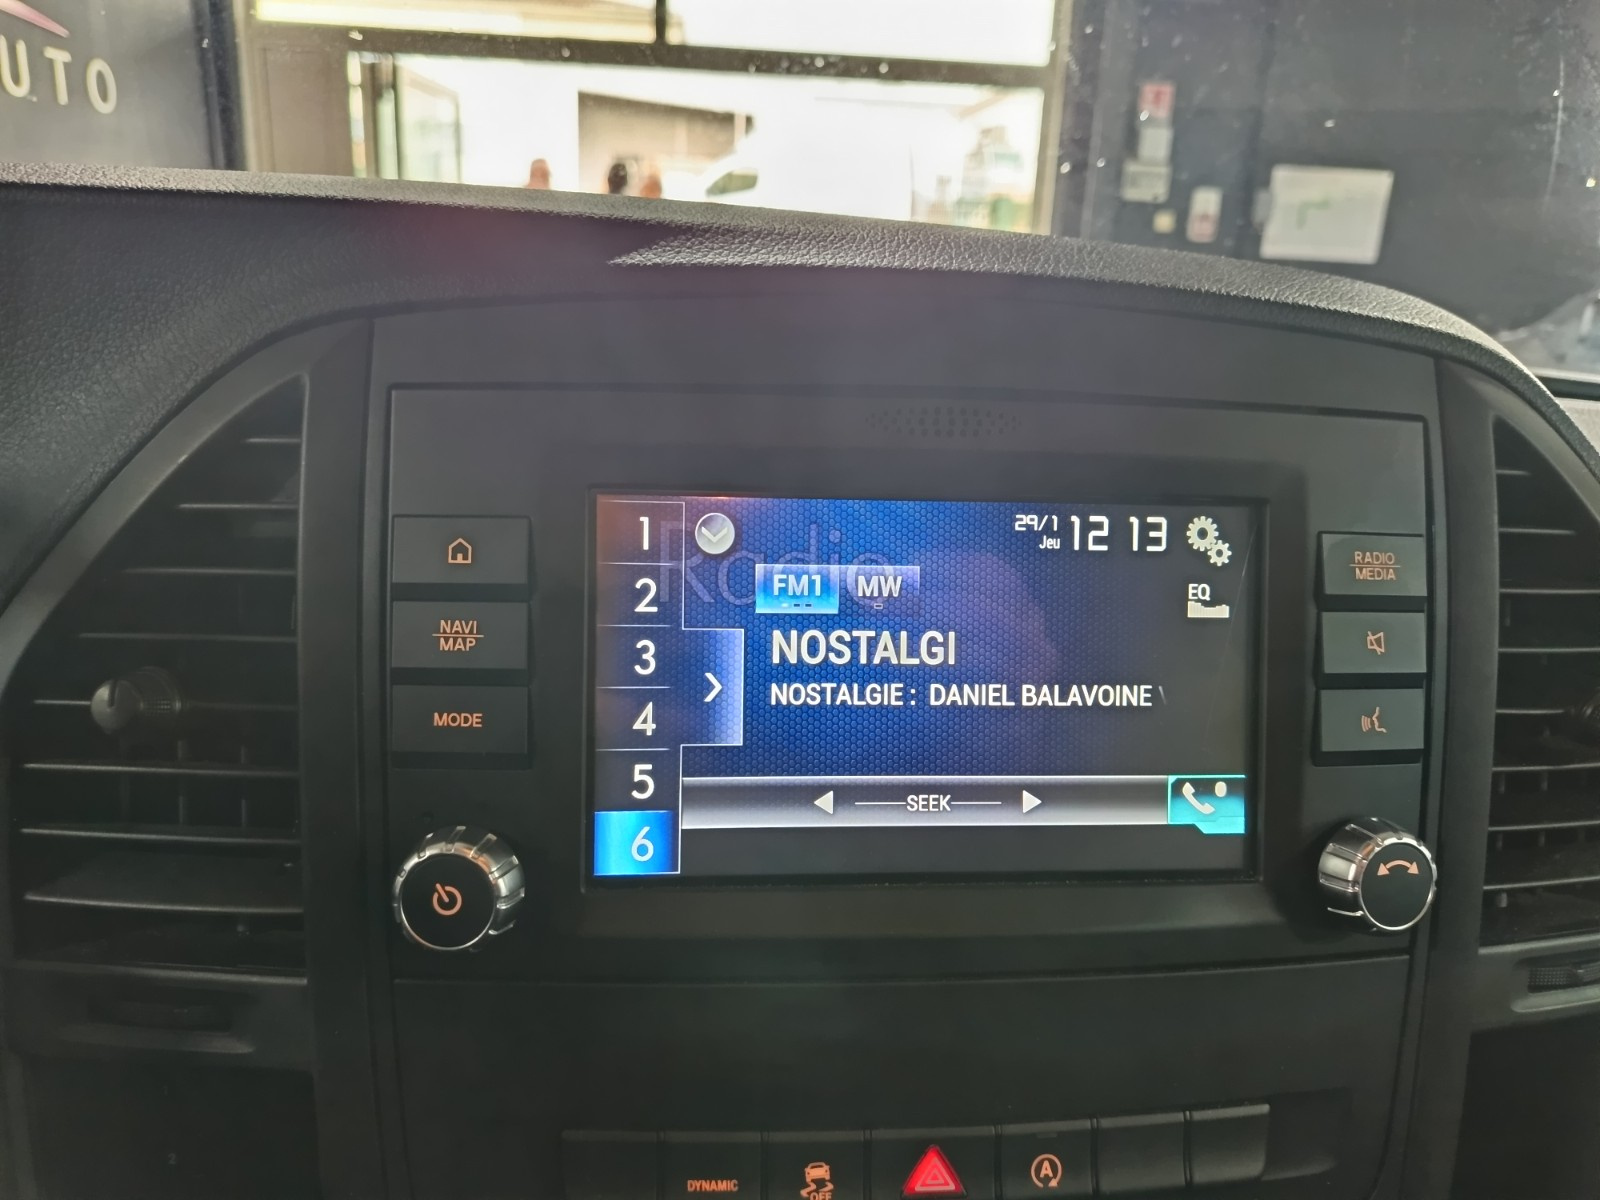 UTO
1
2
3
4
5
6
Radio
29/1
Jeu
12 13
FM1
MW
EQ
NOSTALGI
NOSTALGIE : DANIEL BALAVOINE
SEEK
NAVI
MAP
MODE
RADIO
MEDIA
DYNAMIC
OFF
A